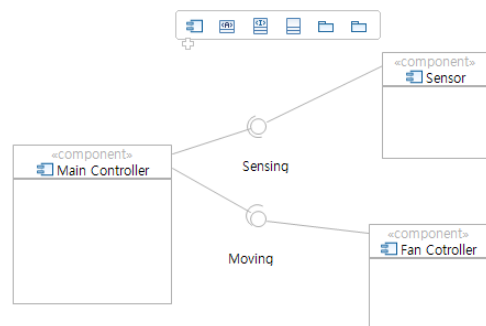 «component»
Sensor
Sensing
«component»
Main Controller
Moving
«component»
Fan Cotroller